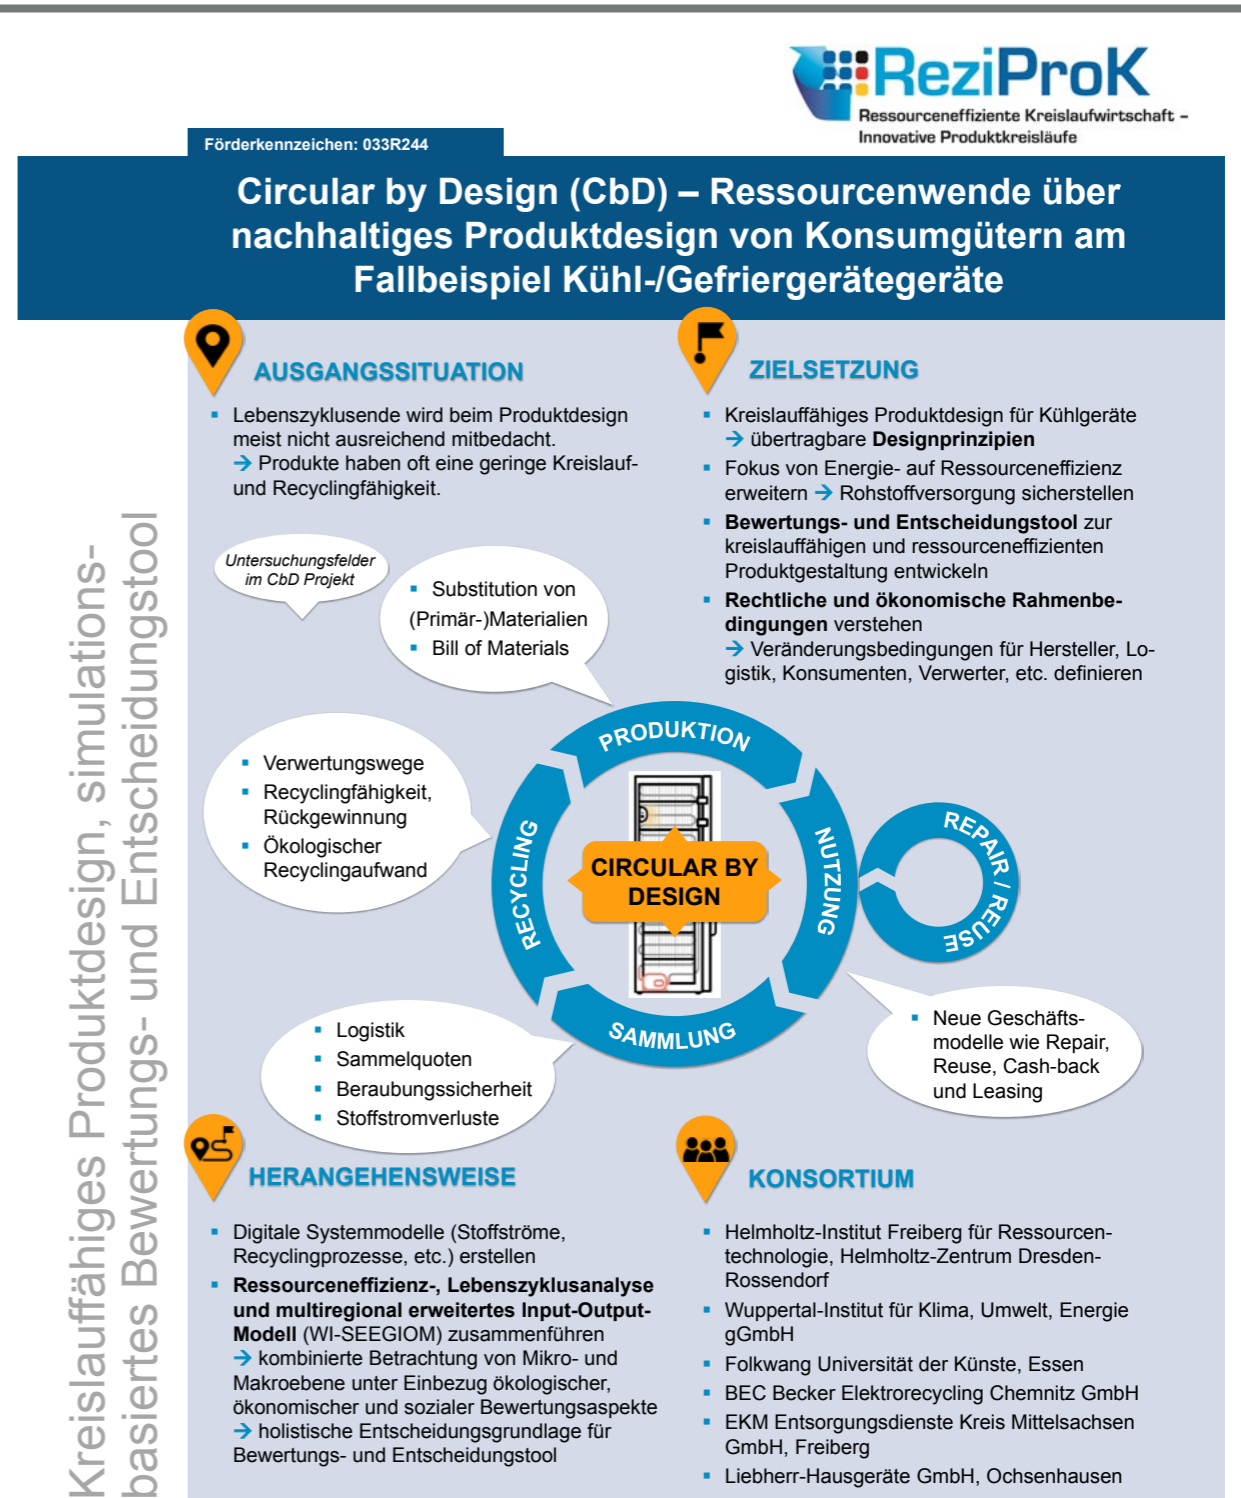 ReziProK
Ressourceneffiziente Kreislaufwirtschaft –
Innovative Produktkreisläufe
Förderkennzeichen: 033R244
Circular by Design (CbD) – Ressourcenwende über
nachhaltiges Produktdesign von Konsumgütern am
Fallbeispiel Kühl-/Gefriergerätegeräte
Kreislauffähiges Produktdesign, simulations-
basiertes Bewertungs- und Entscheidungstool
AUSGANGSSITUATION
▪ Lebenszyklusende wird beim Produktdesign
meist nicht ausreichend mitbedacht.
→ Produkte haben oft eine geringe Kreislauf-
und Recyclingfähigkeit.
ZIELSETZUNG
▪ Kreislauffähiges Produktdesign für Kühlgeräte
→ übertragbare Designprinzipien
▪ Fokus von Energie- auf Ressourceneffizienz
erweitern → Rohstoffversorgung sicherstellen
▪ Bewertungs- und Entscheidungstool zur
kreislauffähigen und ressourceneffizienten
Produktgestaltung entwickeln
▪ Rechtliche und ökonomische Rahmenbe-
dingungen verstehen
→ Veränderungsbedingungen für Hersteller, Lo-
gistik, Konsumenten, Verwerter, etc. definieren
Untersuchungsfelder
im CbD Projekt
▪ Substitution von
(Primär-)Materialien
▪ Bill of Materials
▪ Verwertungswege
▪ Recyclingfähigkeit,
Rückgewinnung
▪ Ökologischer
Recyclingaufwand
PRODUKTION
NUTZUNG
REPAIR / REUSE
SAMMLUNG
RECYCLING
CIRCULAR BY
DESIGN
▪ Logistik
▪ Sammelquoten
▪ Beraubungssicherheit
▪ Stoffstromverluste
▪ Neue Geschäfts-
modelle wie Repair,
Reuse, Cash-back
und Leasing
HERANGEHENSWEISE
▪ Digitale Systemmodelle (Stoffströme,
Recyclingprozesse, etc.) erstellen
▪ Ressourceneffizienz-, Lebenszyklusanalyse
und multiregional erweitertes Input-Output-
Modell (WI-SEEGIOM) zusammenführen
→ kombinierte Betrachtung von Mikro- und
Makroebene unter Einbezug ökologischer,
ökonomischer und sozialer Bewertungsaspekte
→ holistische Entscheidungsgrundlage für
Bewertungs- und Entscheidungstool
KONSORTIUM
▪ Helmholtz-Institut Freiberg für Ressourcen-
technologie, Helmholtz-Zentrum Dresden-
Rossendorf
▪ Wuppertal-Institut für Klima, Umwelt, Energie
gGmbH
▪ Folkwang Universität der Künste, Essen
▪ BEC Becker Elektrorecycling Chemnitz GmbH
▪ EKM Entsorgungsdienste Kreis Mittelsachsen
GmbH, Freiberg
▪ Liebherr-Hausgeräte GmbH, Ochsenhausen